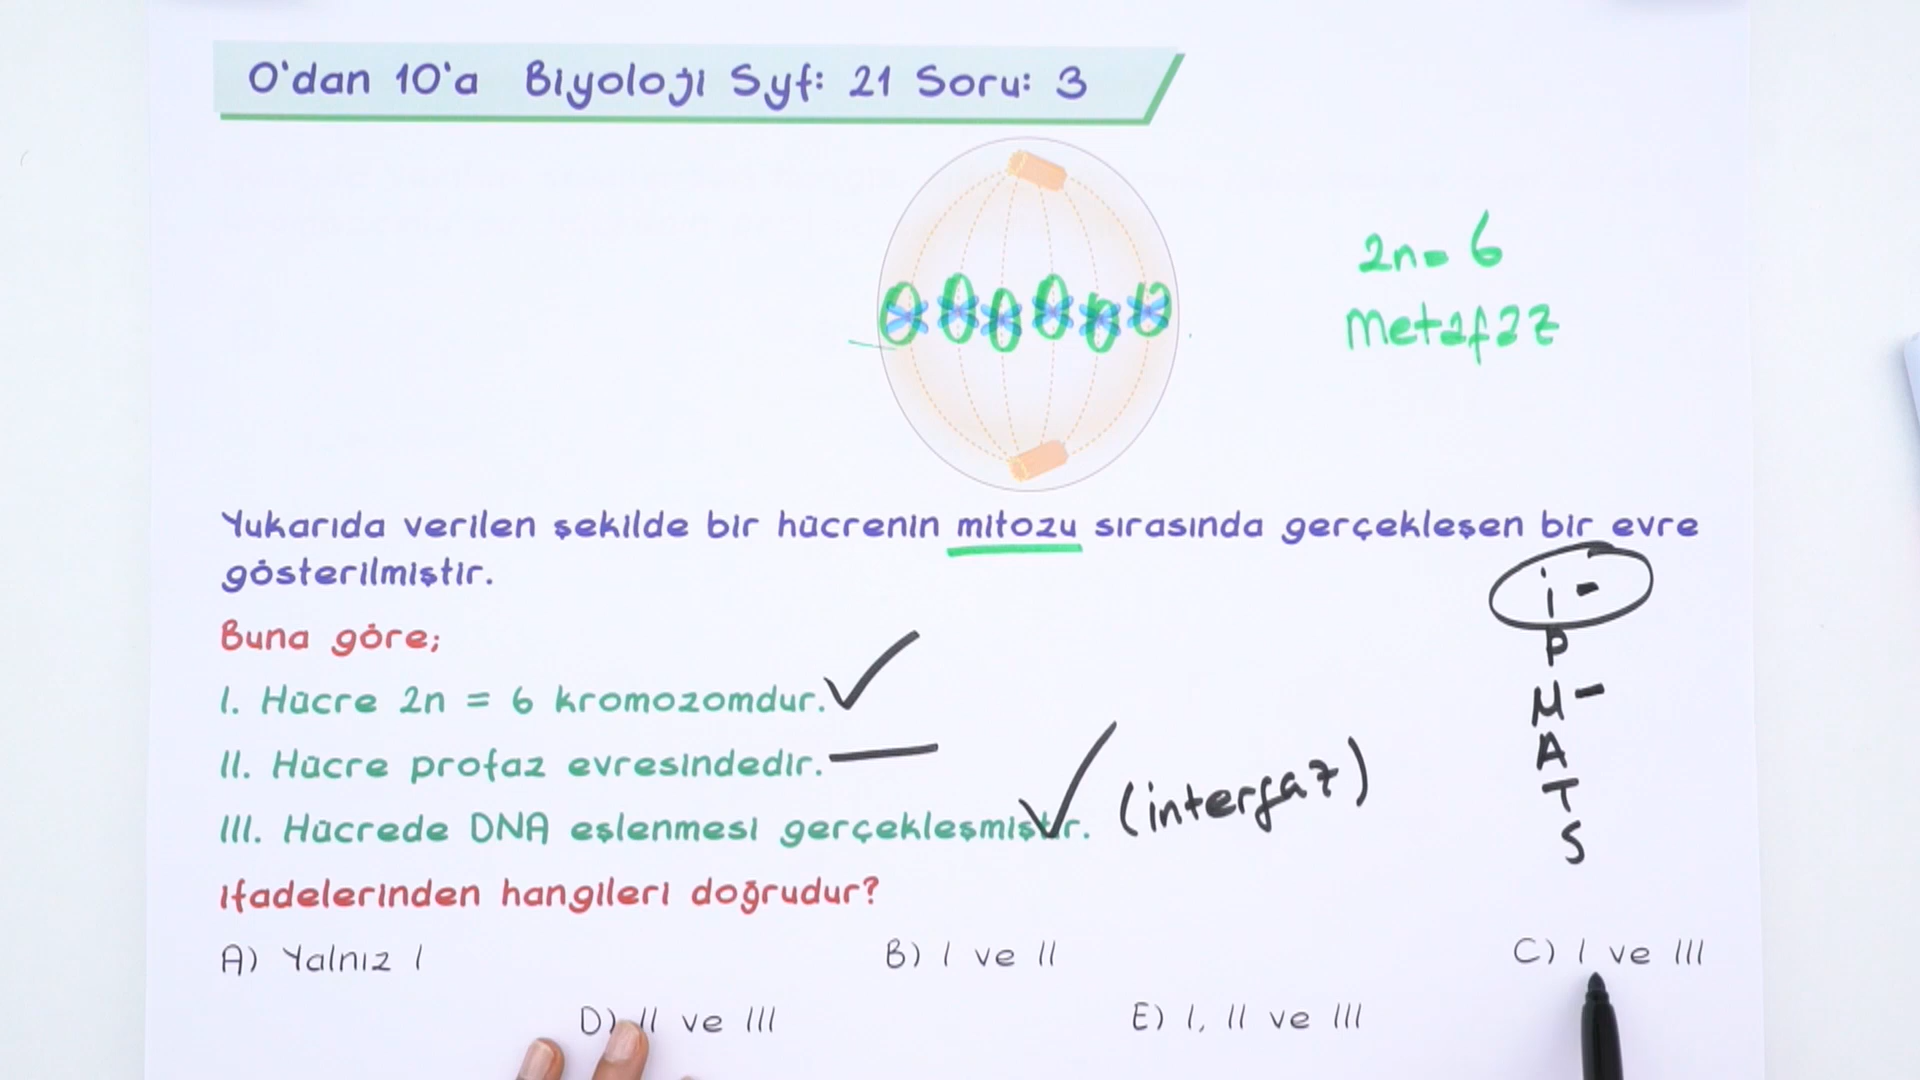 0'dan 10'a Biyoloji Syf: 21 Soru: 3
2n = 6
Metafaz
Yukarıda verilen şekilde bir hücrenin mitozu sırasında gerçekleşen bir evre
gösterilmiştir.
Buna göre;
I. Hücre 2n = 6 kromozomdur.
II. Hücre profaz evresindedir.
III. Hücrede DNA eşlenmesi gerçekleşmiştir.
(interfaz)
i -
P
M -
A
T
S
ifadelerinden hangileri doğrudur?
A) Yalnız I
B) I ve II
C) I ve III
D) II ve III
E) I, II ve III